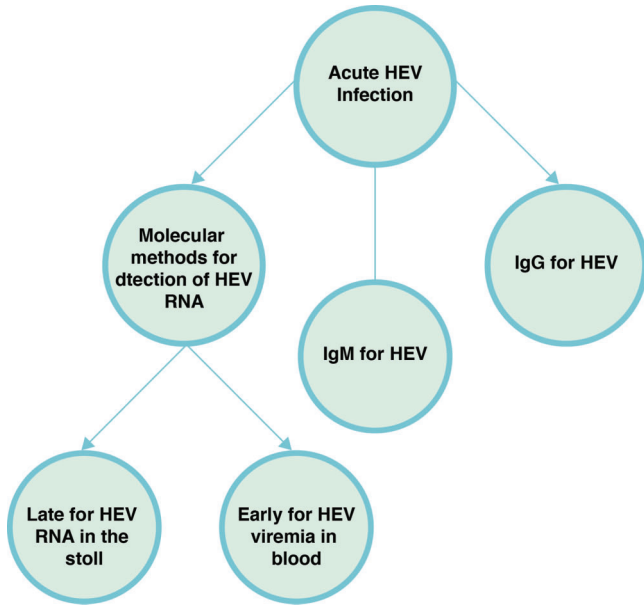 Acute HEV
Infection
Molecular
methods for
dtection of HEV
RNA
IgM for HEV
IgG for HEV
Late for HEV
RNA in the
stoll
Early for HEV
viremia in
blood